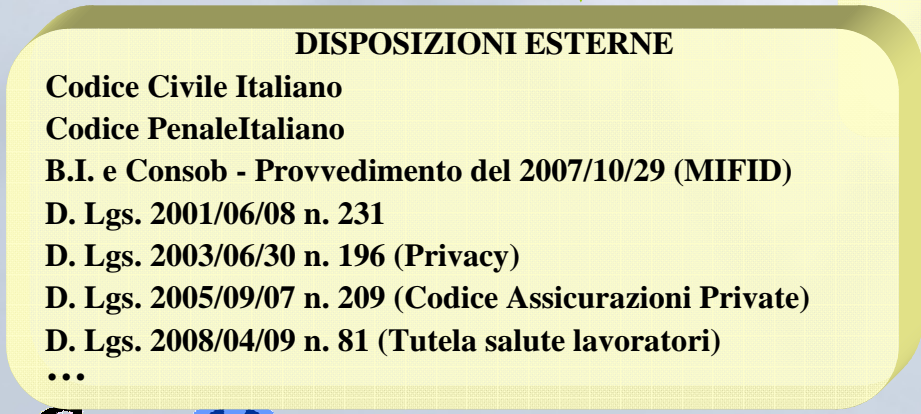 DISPOSIZIONI ESTERNE
Codice Civile Italiano
Codice PenaleItaliano
B.I. e Consob - Provvedimento del 2007/10/29 (MIFID)
D. Lgs. 2001/06/08 n. 231
D. Lgs. 2003/06/30 n. 196 (Privacy)
D. Lgs. 2005/09/07 n. 209 (Codice Assicurazioni Private)
D. Lgs. 2008/04/09 n. 81 (Tutela salute lavoratori)
…